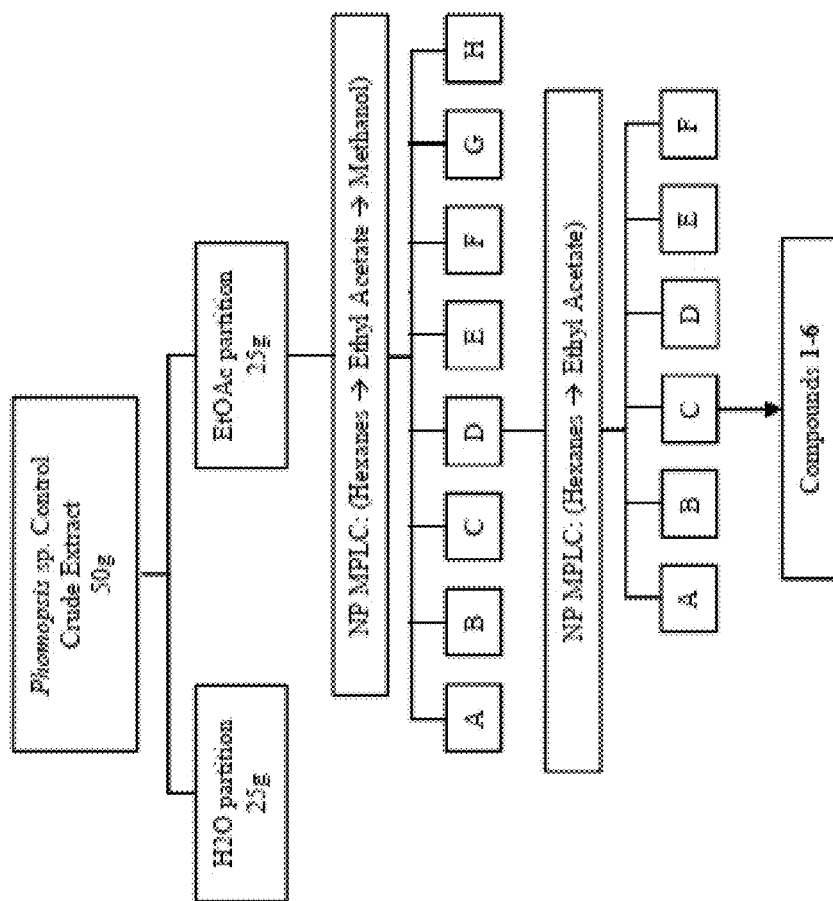 Phomopsis sp. Control
Crude Extract
50g
H2O partition
25g
EtOAc partition
25g
NP MPLC: (Hexanes → Ethyl Acetate → Methanol)
A
B
C
D
E
F
G
H
NP MPLC: (Hexanes → Ethyl Acetate)
A
B
C
D
E
F
Compounds 1-6